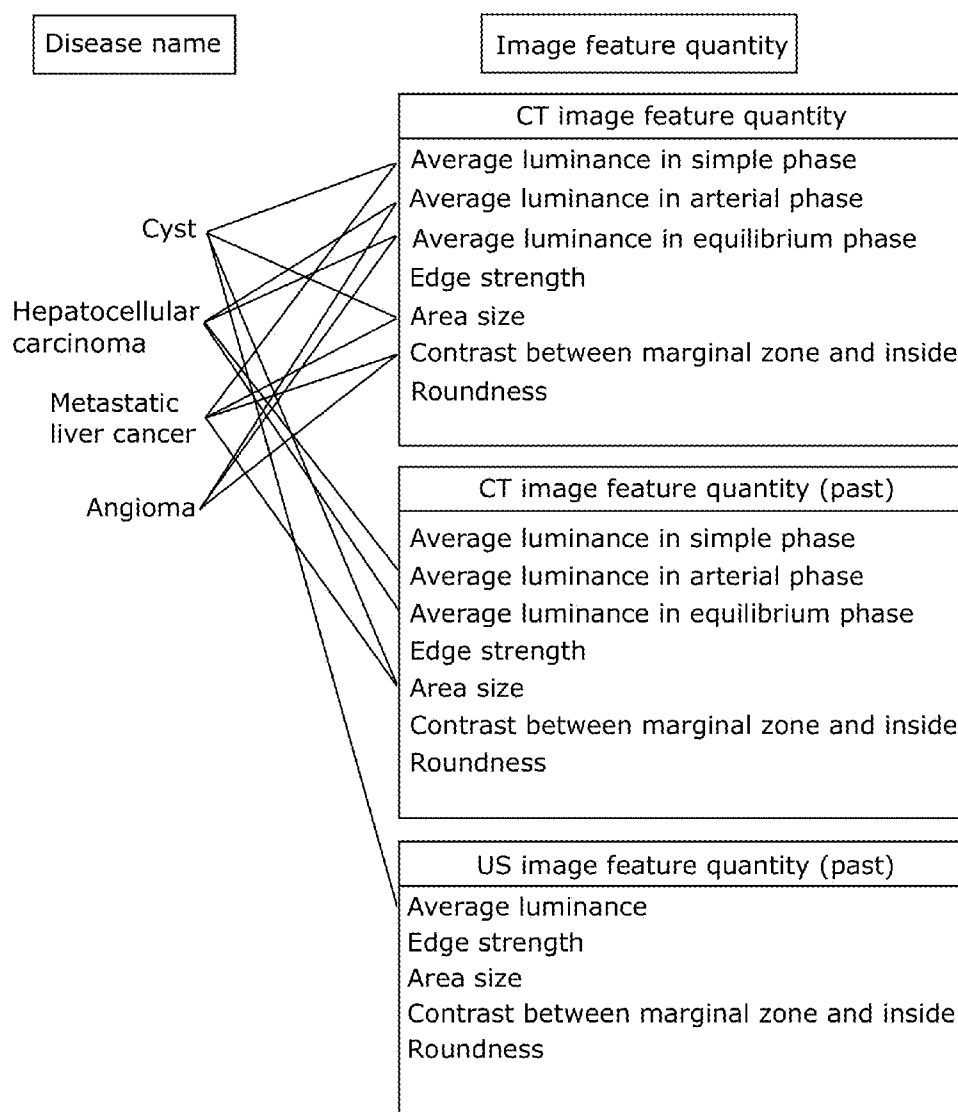 Disease name
Image feature quantity
Cyst
Hepatocellular
carcinoma
Metastatic
liver cancer
Angioma
CT image feature quantity
Average luminance in simple phase
Average luminance in arterial phase
Average luminance in equilibrium phase
Edge strength
Area size
Contrast between marginal zone and inside
Roundness
CT image feature quantity (past)
Average luminance in simple phase
Average luminance in arterial phase
Average luminance in equilibrium phase
Edge strength
Area size
Contrast between marginal zone and inside
Roundness
US image feature quantity (past)
Average luminance
Edge strength
Area size
Contrast between marginal zone and inside
Roundness